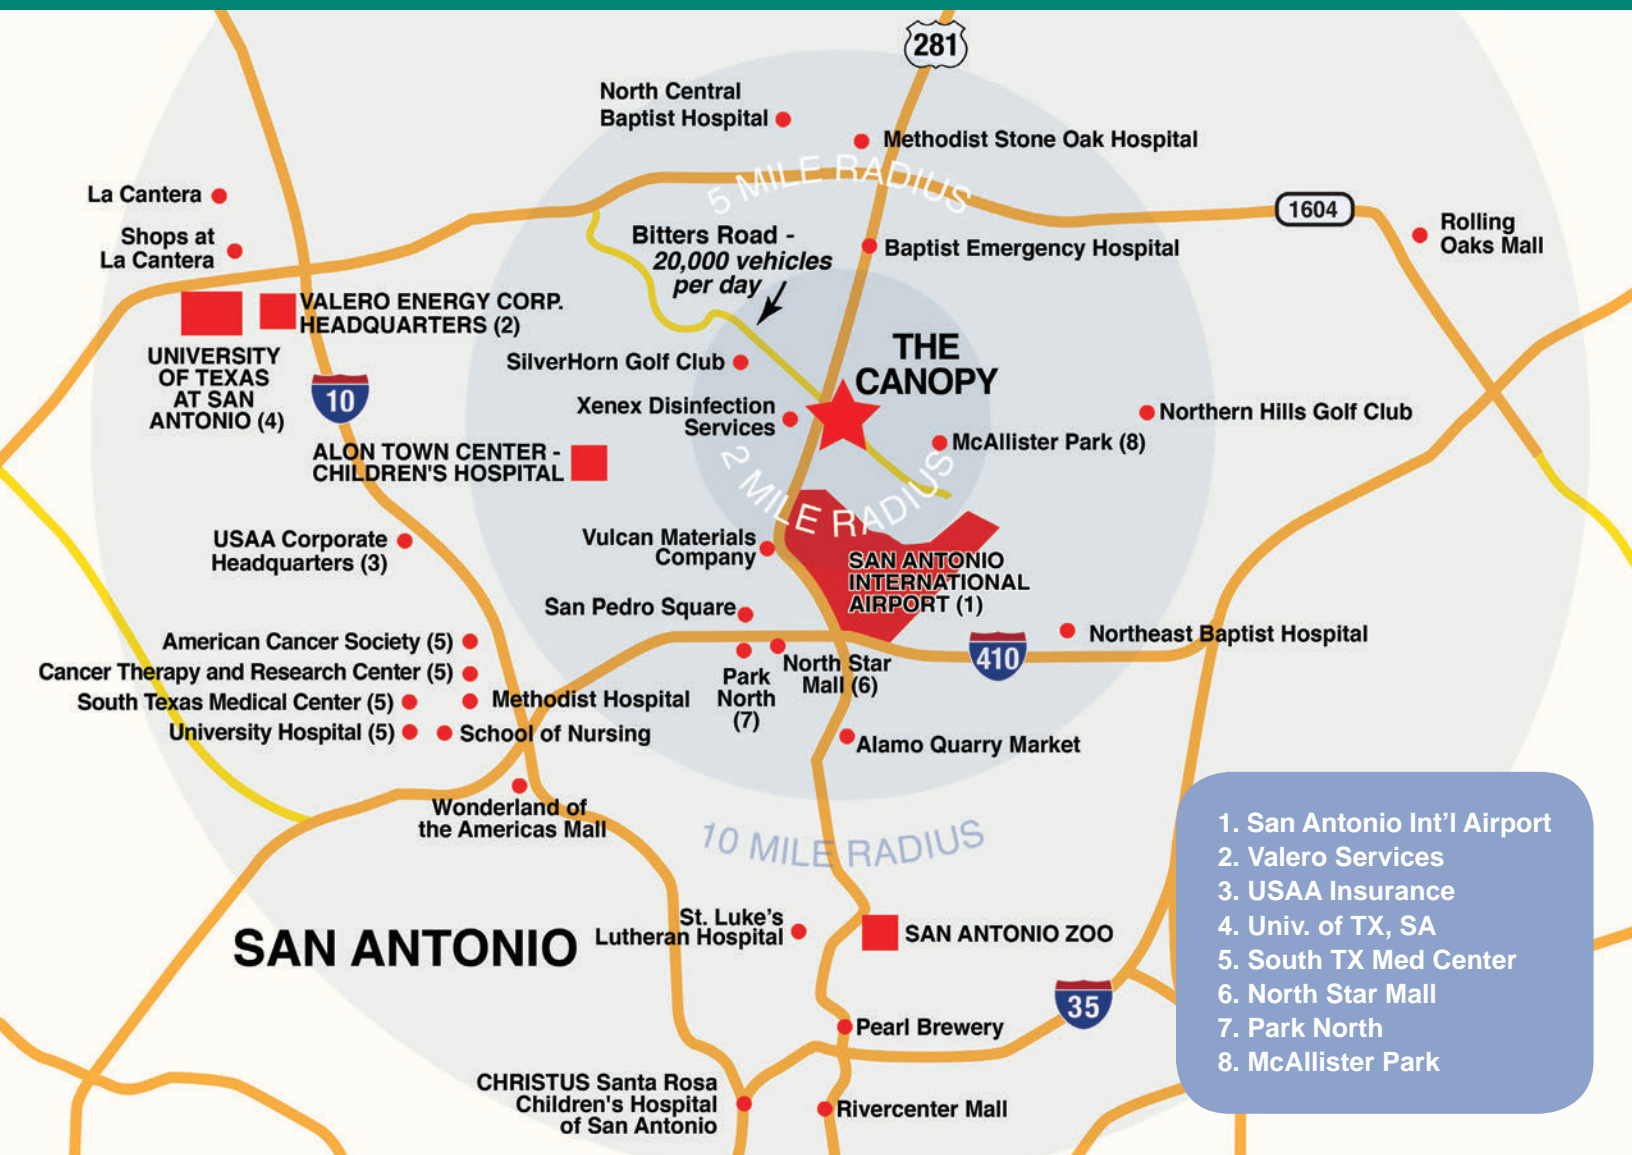 281
North Central
Baptist Hospital
Methodist Stone Oak Hospital
5 MILE RADIUS
La Cantera
1604
Rolling
Oaks Mall
Shops at
La Cantera
Bitters Road -
20,000 vehicles
per day
Baptist Emergency Hospital
VALERO ENERGY CORP.
HEADQUARTERS (2)
UNIVERSITY
OF TEXAS
AT SAN
ANTONIO (4)
10
SilverHorn Golf Club
THE
CANOPY
Xenex Disinfection
Services
Northern Hills Golf Club
McAllister Park (8)
ALON TOWN CENTER -
CHILDREN'S HOSPITAL
2 MILE RADIUS
USAA Corporate
Headquarters (3)
Vulcan Materials
Company
SAN ANTONIO
INTERNATIONAL
AIRPORT (1)
San Pedro Square
American Cancer Society (5)
Cancer Therapy and Research Center (5)
South Texas Medical Center (5)
University Hospital (5)
Methodist Hospital
School of Nursing
Park
North
(7)
North Star
Mall (6)
410
Northeast Baptist Hospital
Alamo Quarry Market
Wonderland of
the Americas Mall
10 MILE RADIUS
SAN ANTONIO
St. Luke's
Lutheran Hospital
SAN ANTONIO ZOO
35
Pearl Brewery
CHRISTUS Santa Rosa
Children's Hospital
of San Antonio
Rivercenter Mall
1. San Antonio Int’l Airport
2. Valero Services
3. USAA Insurance
4. Univ. of TX, SA
5. South TX Med Center
6. North Star Mall
7. Park North
8. McAllister Park